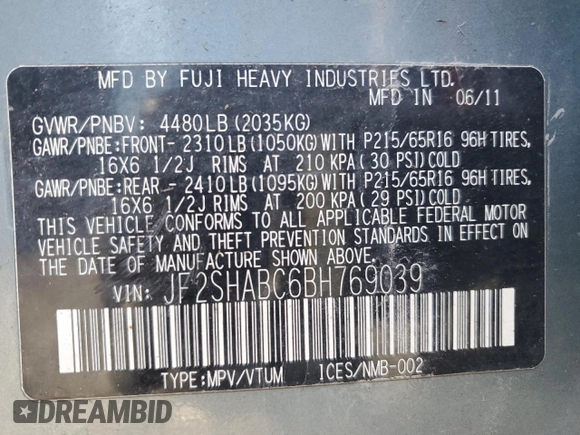 MFD BY FUJI HEAVY INDUSTRIES LTD.
MFD IN 06/11
GVWR/PNBV: 4480LB(2035KG)
GAWR/PNBE:FRONT- 2310LB(1050KG)WITH P215/65R16 96H TIRES,
16X6 1/2J RIMS AT 210 KPA(30 PSI)COLD
GAWR/PNBE:REAR - 2410LB(1095KG)WITH P215/65R16 96H TIRES,
16X6 1/2J RIMS AT 200 KPA(29 PSI)COLD
THIS VEHICLE CONFORMS TO ALL APPLICABLE FEDERAL MOTOR
VEHICLE SAFETY AND THEFT PREVENTION STANDARDS IN EFFECT ON
THE DATE OF MANUFACTURE SHOWN ABOVE.
VIN: JF2SHABC6BH769039
TYPE:MPV/VTUM ICES/NMB-002
DREAMBID